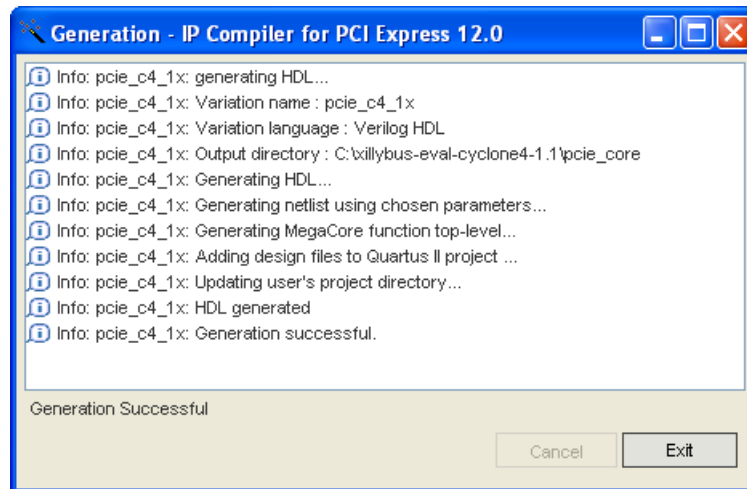 Generation - IP Compiler for PCI Express 12.0
Info: pcie_c4_1x: generating HDL...
Info: pcie_c4_1x: Variation name : pcie_c4_1x
Info: pcie_c4_1x: Variation language : Verilog HDL
Info: pcie_c4_1x: Output directory : C:\xillybus-eval-cyclone4-1.1\pcie_core
Info: pcie_c4_1x: Generating HDL...
Info: pcie_c4_1x: Generating netlist using chosen parameters...
Info: pcie_c4_1x: Generating MegaCore function top-level...
Info: pcie_c4_1x: Adding design files to Quartus II project ...
Info: pcie_c4_1x: Updating user's project directory...
Info: pcie_c4_1x: HDL generated
Info: pcie_c4_1x: Generation successful.
Generation Successful
Cancel Exit